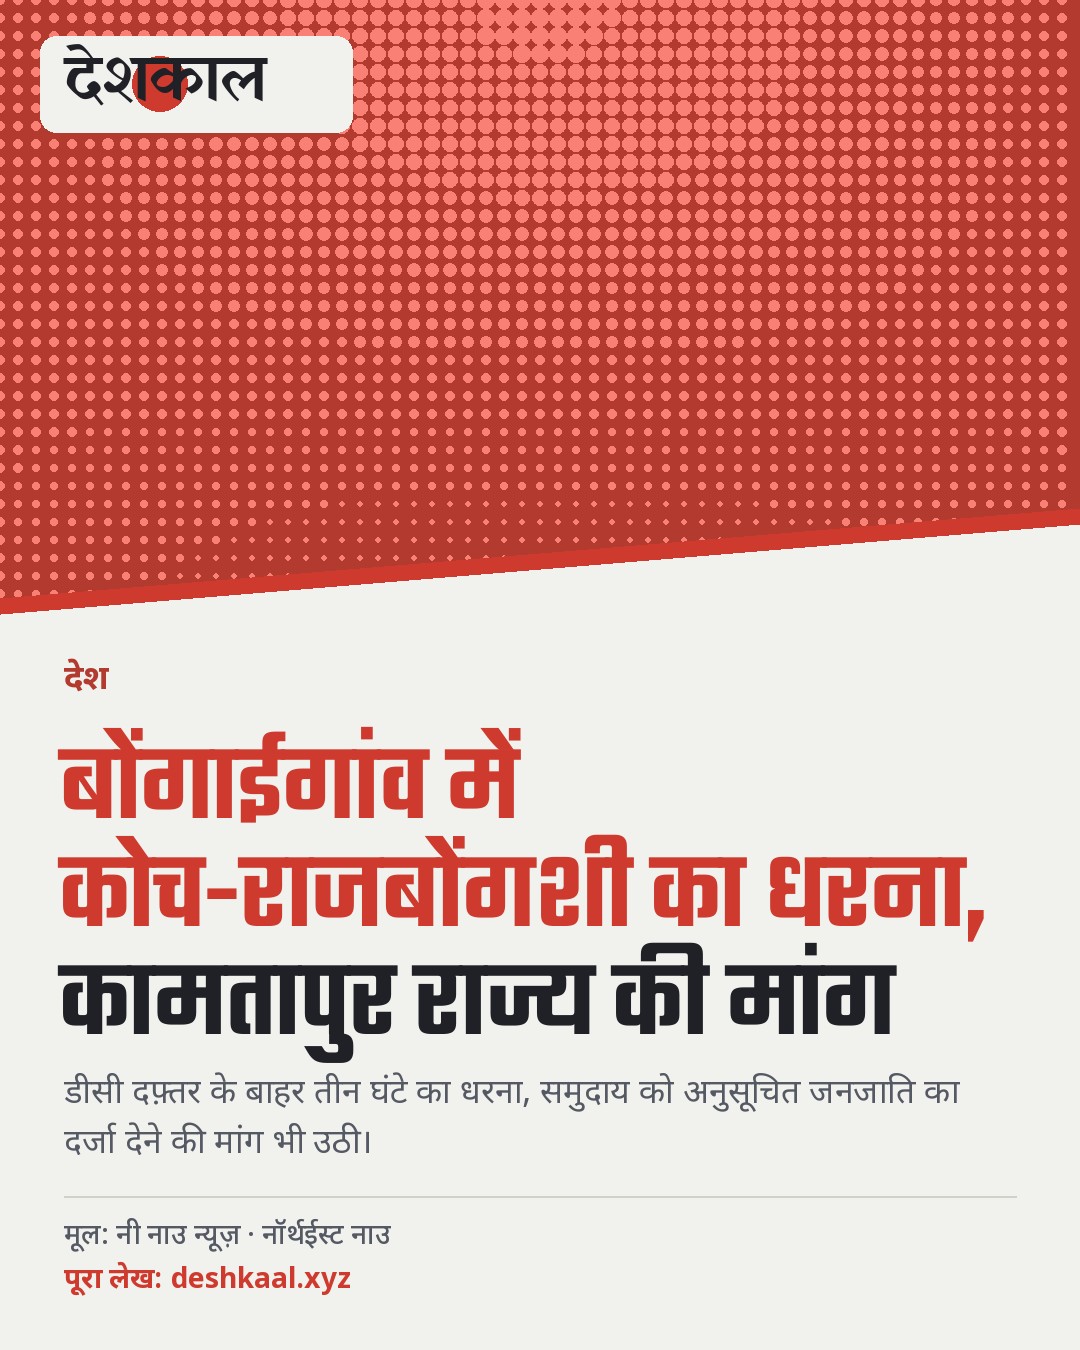 देशकाल
देश
बोंगाईगांव में
कोच-राजबोंगशी का धरना,
कामतापुर राज्य की मांग
डीसी दफ़्तर के बाहर तीन घंटे का धरना, समुदाय को अनुसूचित जनजाति का
दर्जा देने की मांग भी उठी।
मूल: नी नाउ न्यूज़ · नॉर्थईस्ट नाउ
पूरा लेख: deshkaal.xyz